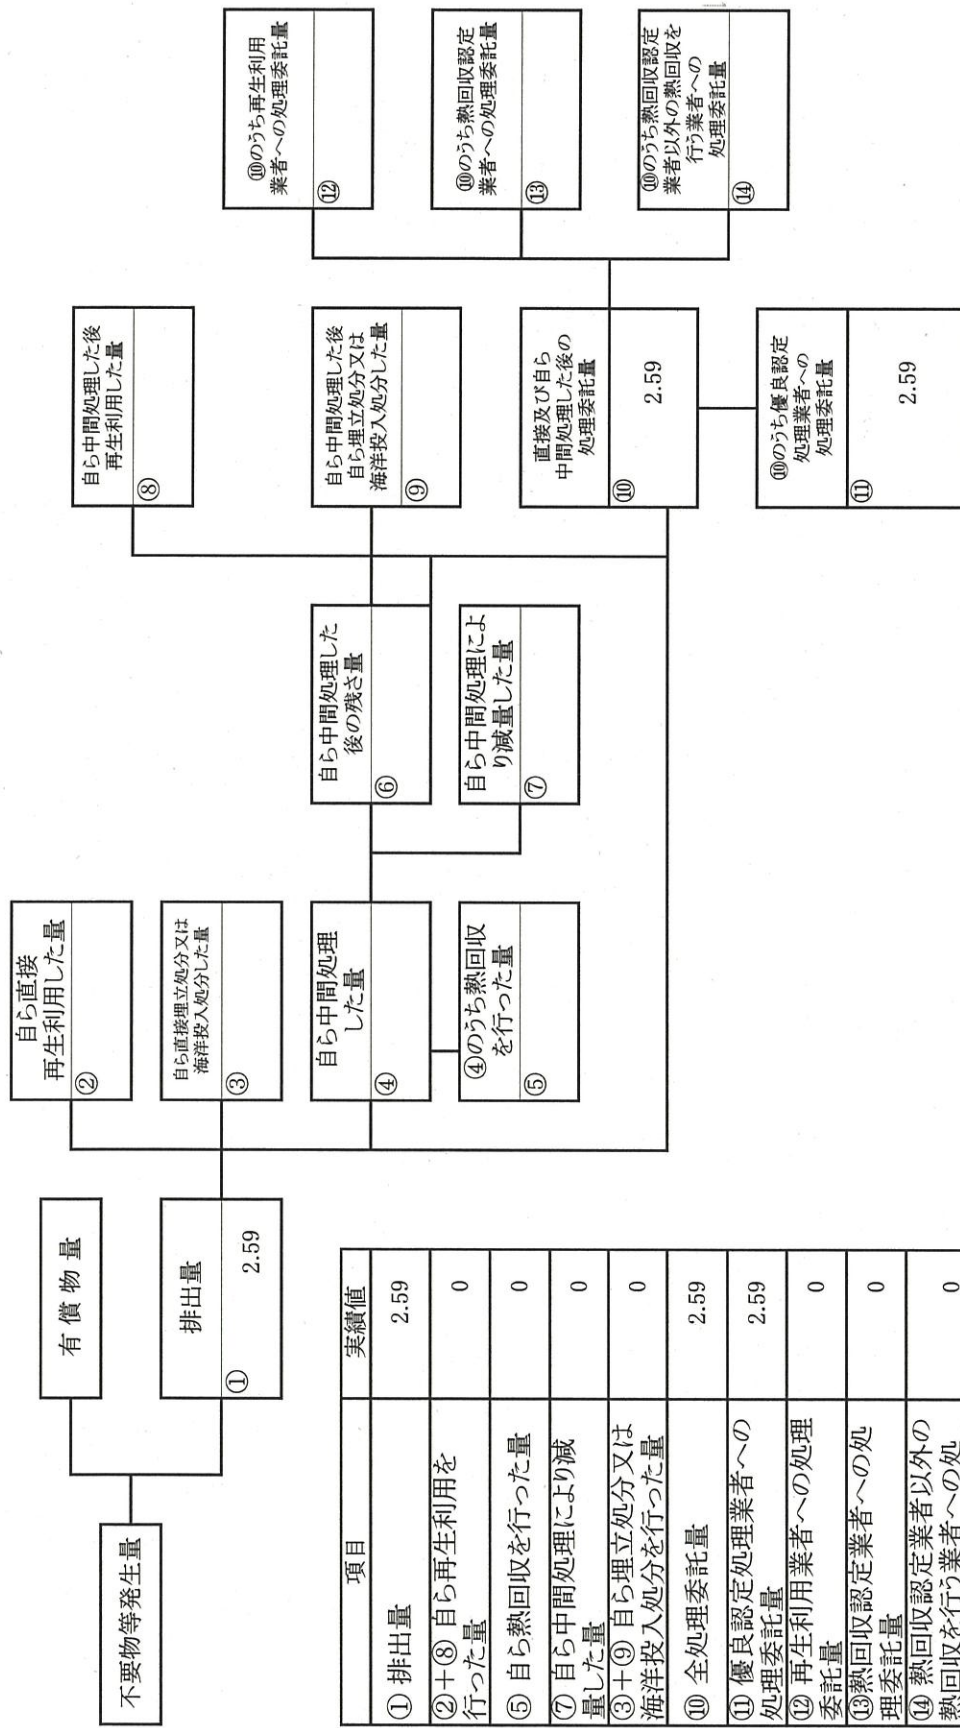 不要物等発生量
有償物量
排出量
①
2.59
自ら直接
再生利用した量
②
自ら直接埋立処分又は
海洋投入処分した量
③
自ら中間処理
した量
④
④のうち熱回収
を行った量
⑤
自ら中間処理した
後の残さ量
⑥
自ら中間処理によ
り減量した量
⑦
自ら中間処理した後
再生利用した量
⑧
自ら中間処理した後
自ら埋立処分又は
海洋投入処分した量
⑨
直接及び自ら
中間処理した後の
処理委託量
⑩
2.59
⑩のうち優良認定
処理業者への
処理委託量
⑪
2.59
⑩のうち再生利用
業者への処理委託量
⑫
⑩のうち熱回収認定
業者への処理委託量
⑬
⑩のうち熱回収認定
業者以外の熱回収を
行う業者への
処理委託量
⑭
項目 実績値
① 排出量 2.59
②+⑧ 自ら再生利用を
行った量 0
⑤ 自ら熱回収を行った量 0
⑦ 自ら中間処理により減
量した量 0
③+⑨ 自ら埋立処分又は
海洋投入処分を行った量 0
⑩ 全処理委託量 2.59
⑪ 優良認定処理業者への
処理委託量 2.59
⑫ 再生利用業者への処理
委託量 0
⑬熱回収認定業者への処
理委託量 0
⑭ 熱回収認定業者以外の
熱回収を行う業者への処 0